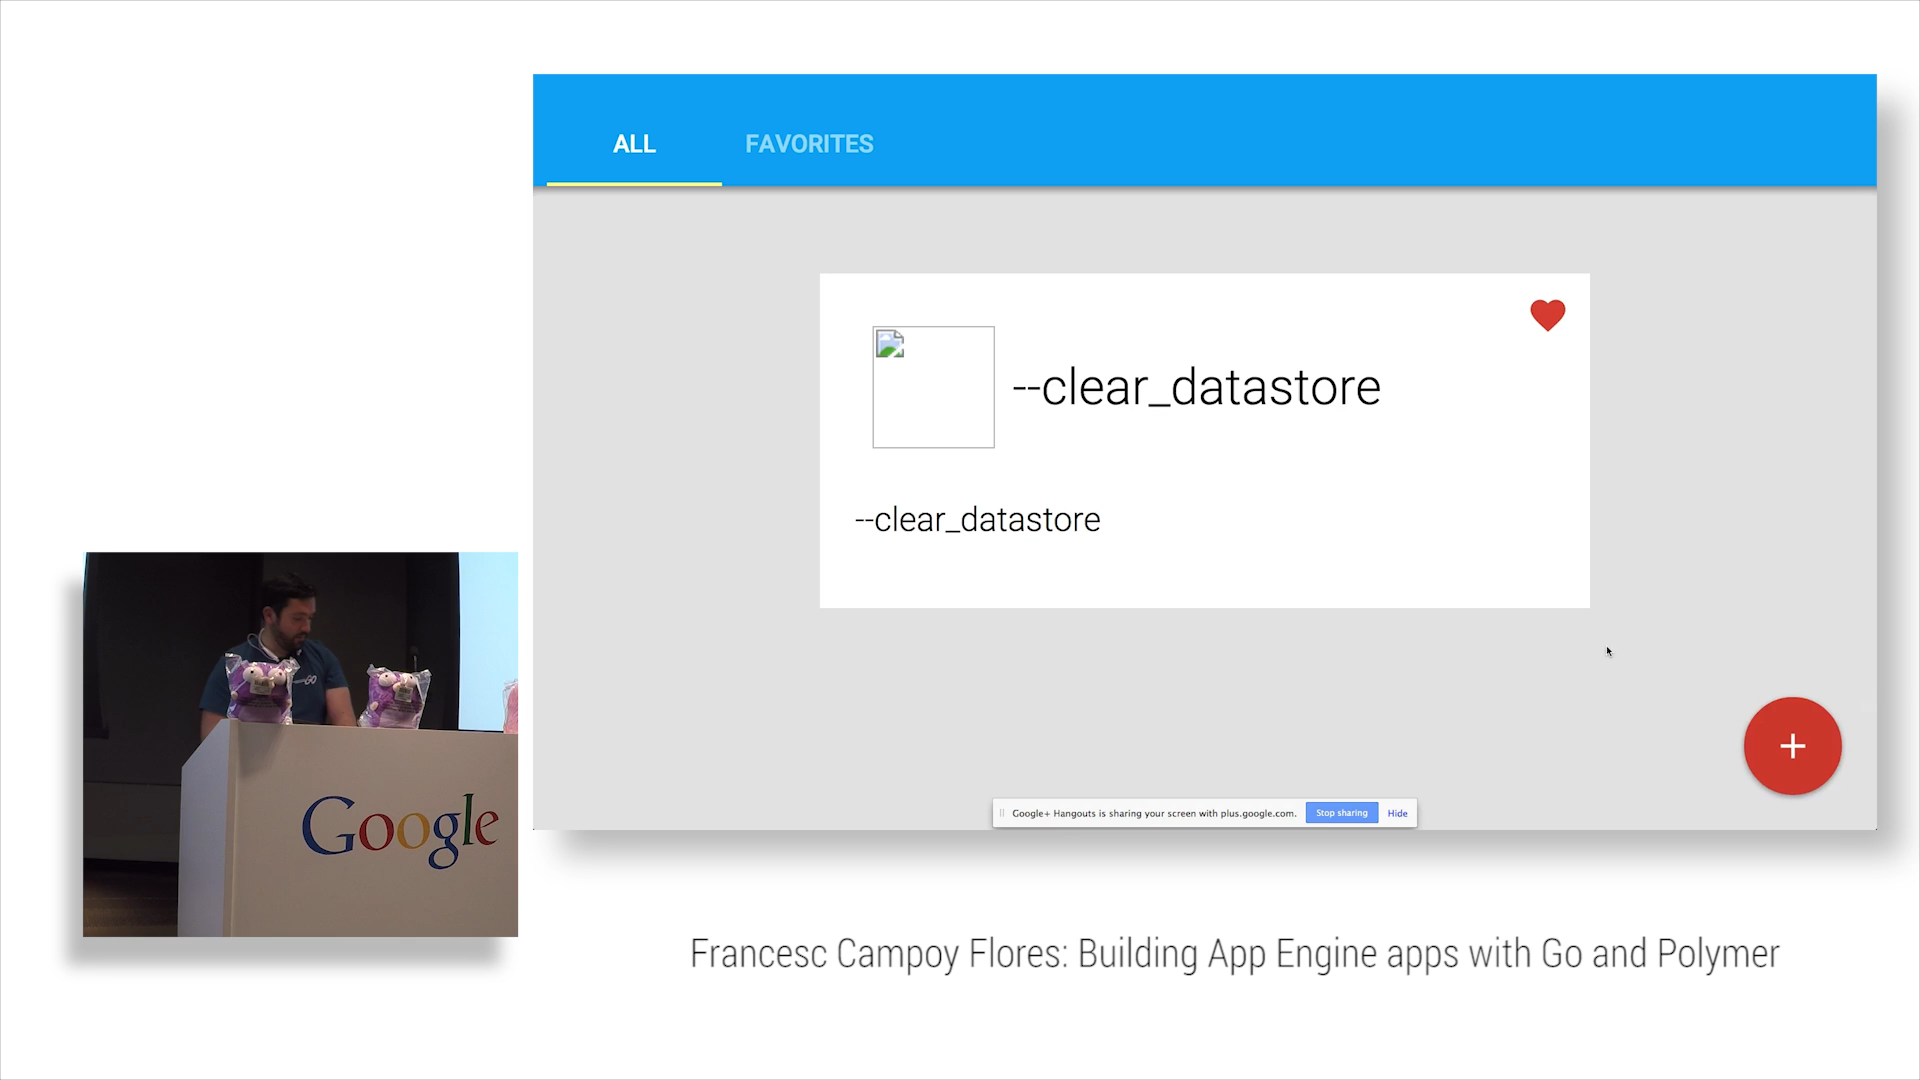 ALL
FAVORITES
--clear_datastore
--clear_datastore
+
Google+ Hangouts is sharing your screen with plus.google.com.
Stop sharing
Hide
GO
Google
Francesc Campoy Flores: Building App Engine apps with Go and Polymer